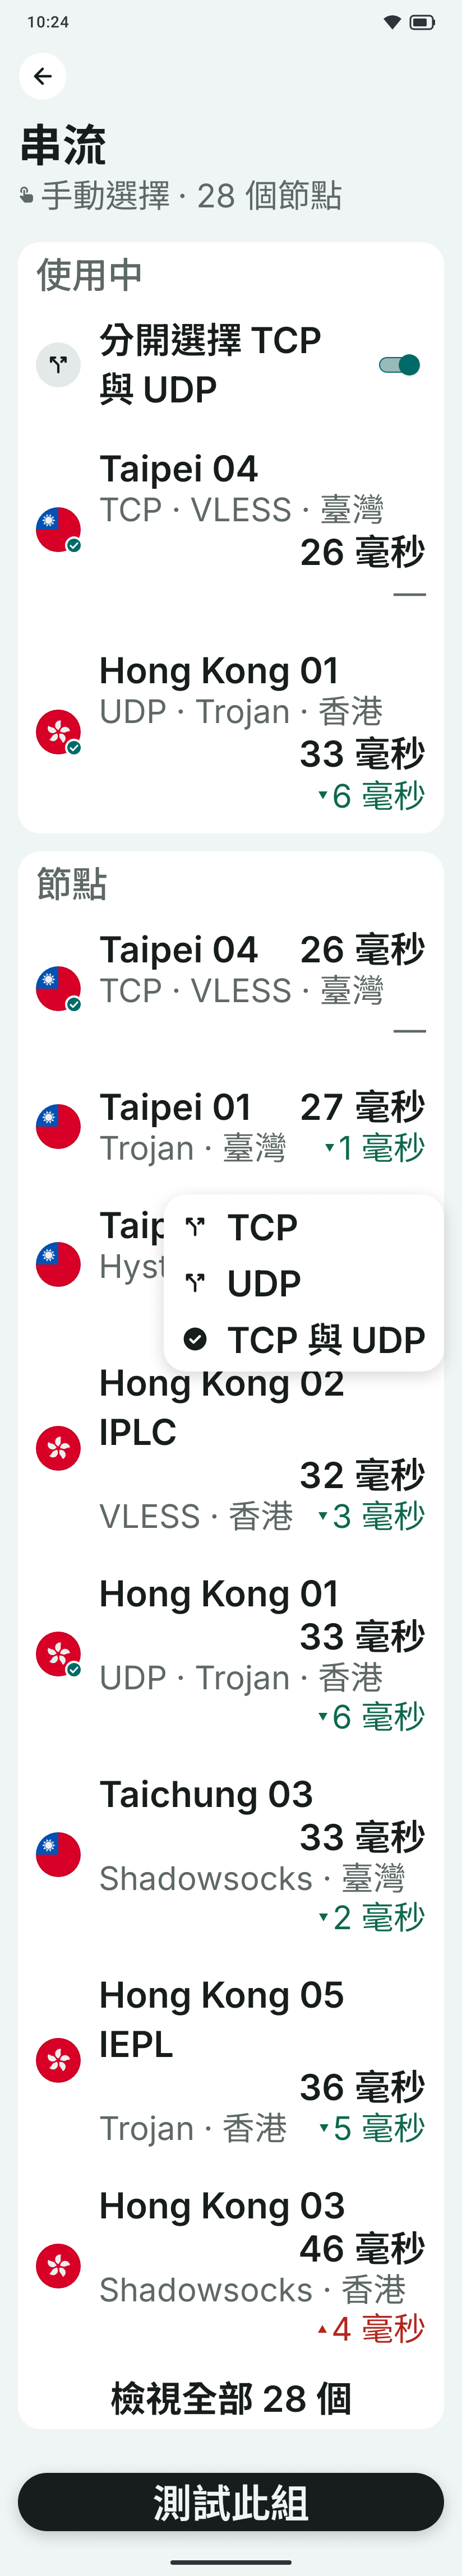 10:24
串流
手動選擇 · 28 個節點
使用中
分開選擇 TCP
與 UDP
Taipei 04
TCP · VLESS · 臺灣
26 毫秒
—
Hong Kong 01
UDP · Trojan · 香港
33 毫秒
▼6 毫秒
節點
Taipei 04 26 毫秒
TCP · VLESS · 臺灣
—
Taipei 01 27 毫秒
Trojan · 臺灣 ▼1 毫秒
Taip
Hyst
TCP
UDP
TCP 與 UDP
Hong Kong 02
IPLC
32 毫秒
VLESS · 香港 ▼3 毫秒
Hong Kong 01
33 毫秒
UDP · Trojan · 香港
▼6 毫秒
Taichung 03
33 毫秒
Shadowsocks · 臺灣
▼2 毫秒
Hong Kong 05
IEPL
36 毫秒
Trojan · 香港 ▼5 毫秒
Hong Kong 03
46 毫秒
Shadowsocks · 香港
▲4 毫秒
檢視全部 28 個
測試此組